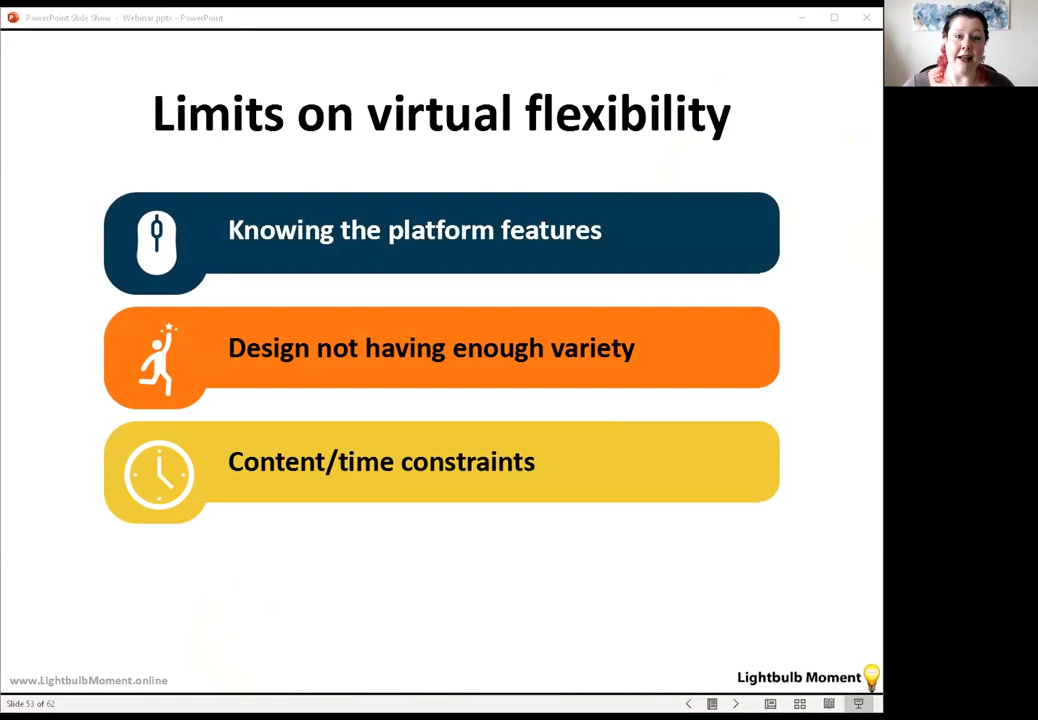 PowerPoint Slide Show - Webinar.pptx - PowerPoint
Limits on virtual flexibility
Knowing the platform features
Design not having enough variety
Content/time constraints
www.LightbulbMoment.online
Lightbulb Moment
Slide 53 of 62